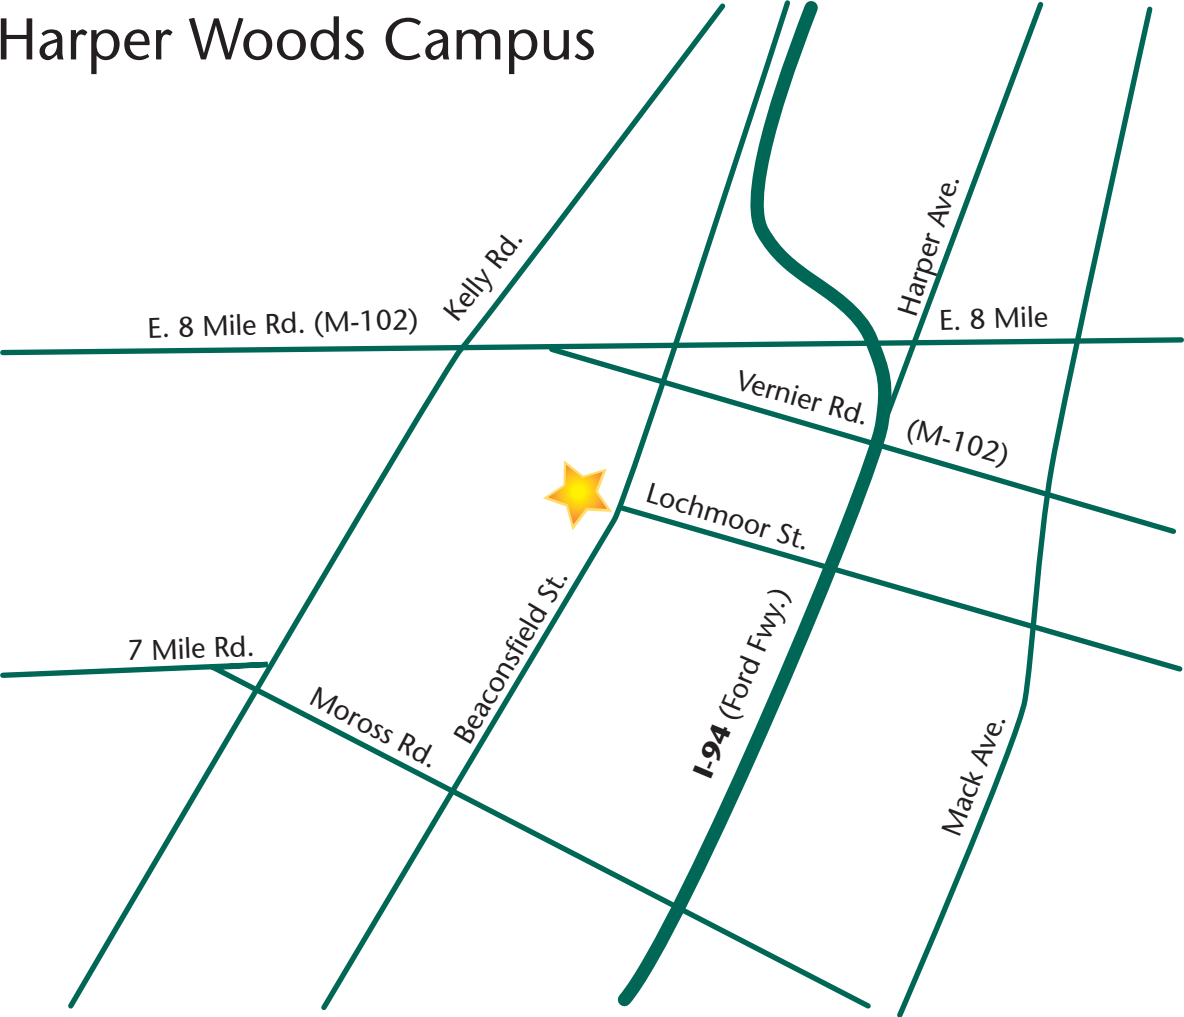 Harper Woods Campus
Kelly Rd.
Harper Ave.
E. 8 Mile Rd. (M-102)
E. 8 Mile
Vernier Rd.
(M-102)
Lochmoor St.
Beaconsfield St.
I-94 (Ford Fwy.)
7 Mile Rd.
Moross Rd.
Mack Ave.